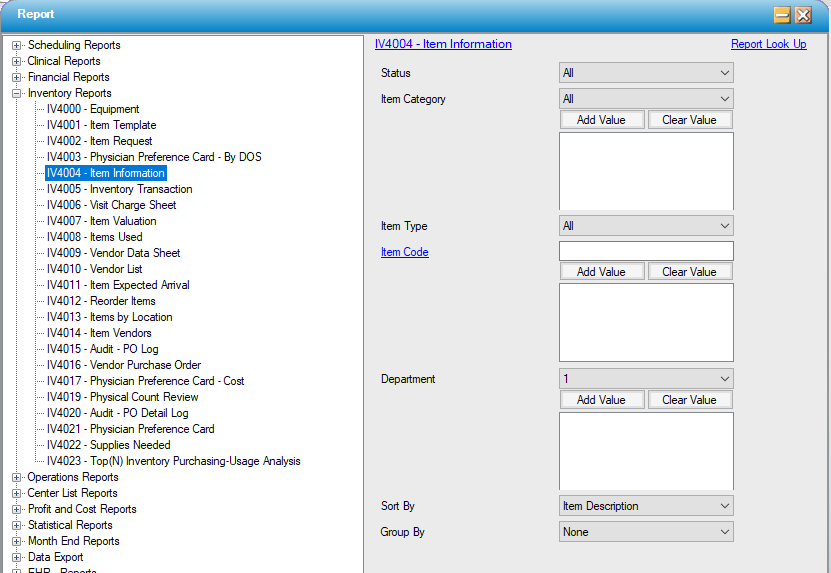 Report
Scheduling Reports
Clinical Reports
Financial Reports
Inventory Reports
IV4000 - Equipment
IV4001 - Item Template
IV4002 - Item Request
IV4003 - Physician Preference Card - By DOS
IV4004 - Item Information
IV4005 - Inventory Transaction
IV4006 - Visit Charge Sheet
IV4007 - Item Valuation
IV4008 - Items Used
IV4009 - Vendor Data Sheet
IV4010 - Vendor List
IV4011 - Item Expected Arrival
IV4012 - Reorder Items
IV4013 - Items by Location
IV4014 - Item Vendors
IV4015 - Audit - PO Log
IV4016 - Vendor Purchase Order
IV4017 - Physician Preference Card - Cost
IV4019 - Physical Count Review
IV4020 - Audit - PO Detail Log
IV4021 - Physician Preference Card
IV4022 - Supplies Needed
IV4023 - Top(N) Inventory Purchasing-Usage Analysis
Operations Reports
Center List Reports
Profit and Cost Reports
Statistical Reports
Month End Reports
Data Export
EHR - Reports
IV4004 - Item Information Report Look Up
Status All
Item Category All
Add Value Clear Value
Item Type All
Item Code
Add Value Clear Value
Department 1
Add Value Clear Value
Sort By Item Description
Group By None